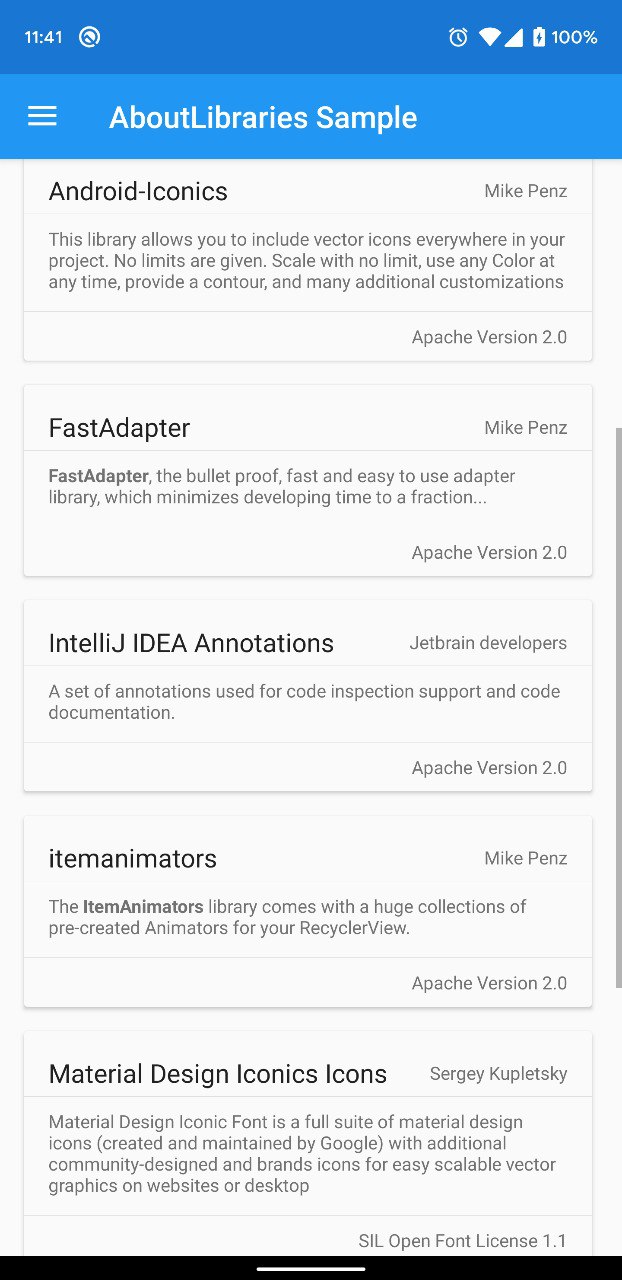 11:41 100%
AboutLibraries Sample
Android-Iconics Mike Penz
This library allows you to include vector icons everywhere in your
project. No limits are given. Scale with no limit, use any Color at
any time, provide a contour, and many additional customizations
Apache Version 2.0
FastAdapter Mike Penz
FastAdapter, the bullet proof, fast and easy to use adapter
library, which minimizes developing time to a fraction...
Apache Version 2.0
IntelliJ IDEA Annotations Jetbrain developers
A set of annotations used for code inspection support and code
documentation.
Apache Version 2.0
itemanimators Mike Penz
The ItemAnimators library comes with a huge collections of
pre-created Animators for your RecyclerView.
Apache Version 2.0
Material Design Iconics Icons Sergey Kupletsky
Material Design Iconic Font is a full suite of material design
icons (created and maintained by Google) with additional
community-designed and brands icons for easy scalable vector
graphics on websites or desktop
SIL Open Font License 1.1